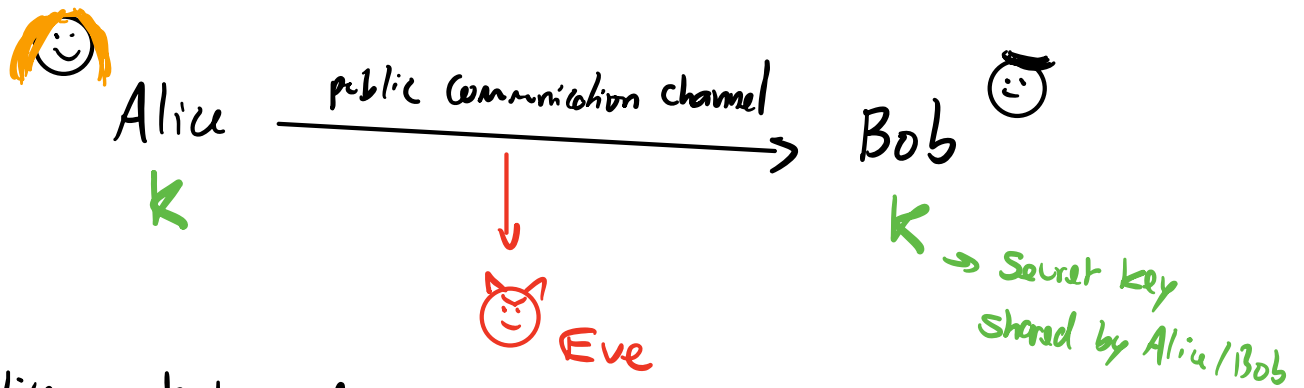 public communication channel
Alice
Bob
K
K
→ Secret key
shared by Alice/Bob
Eve